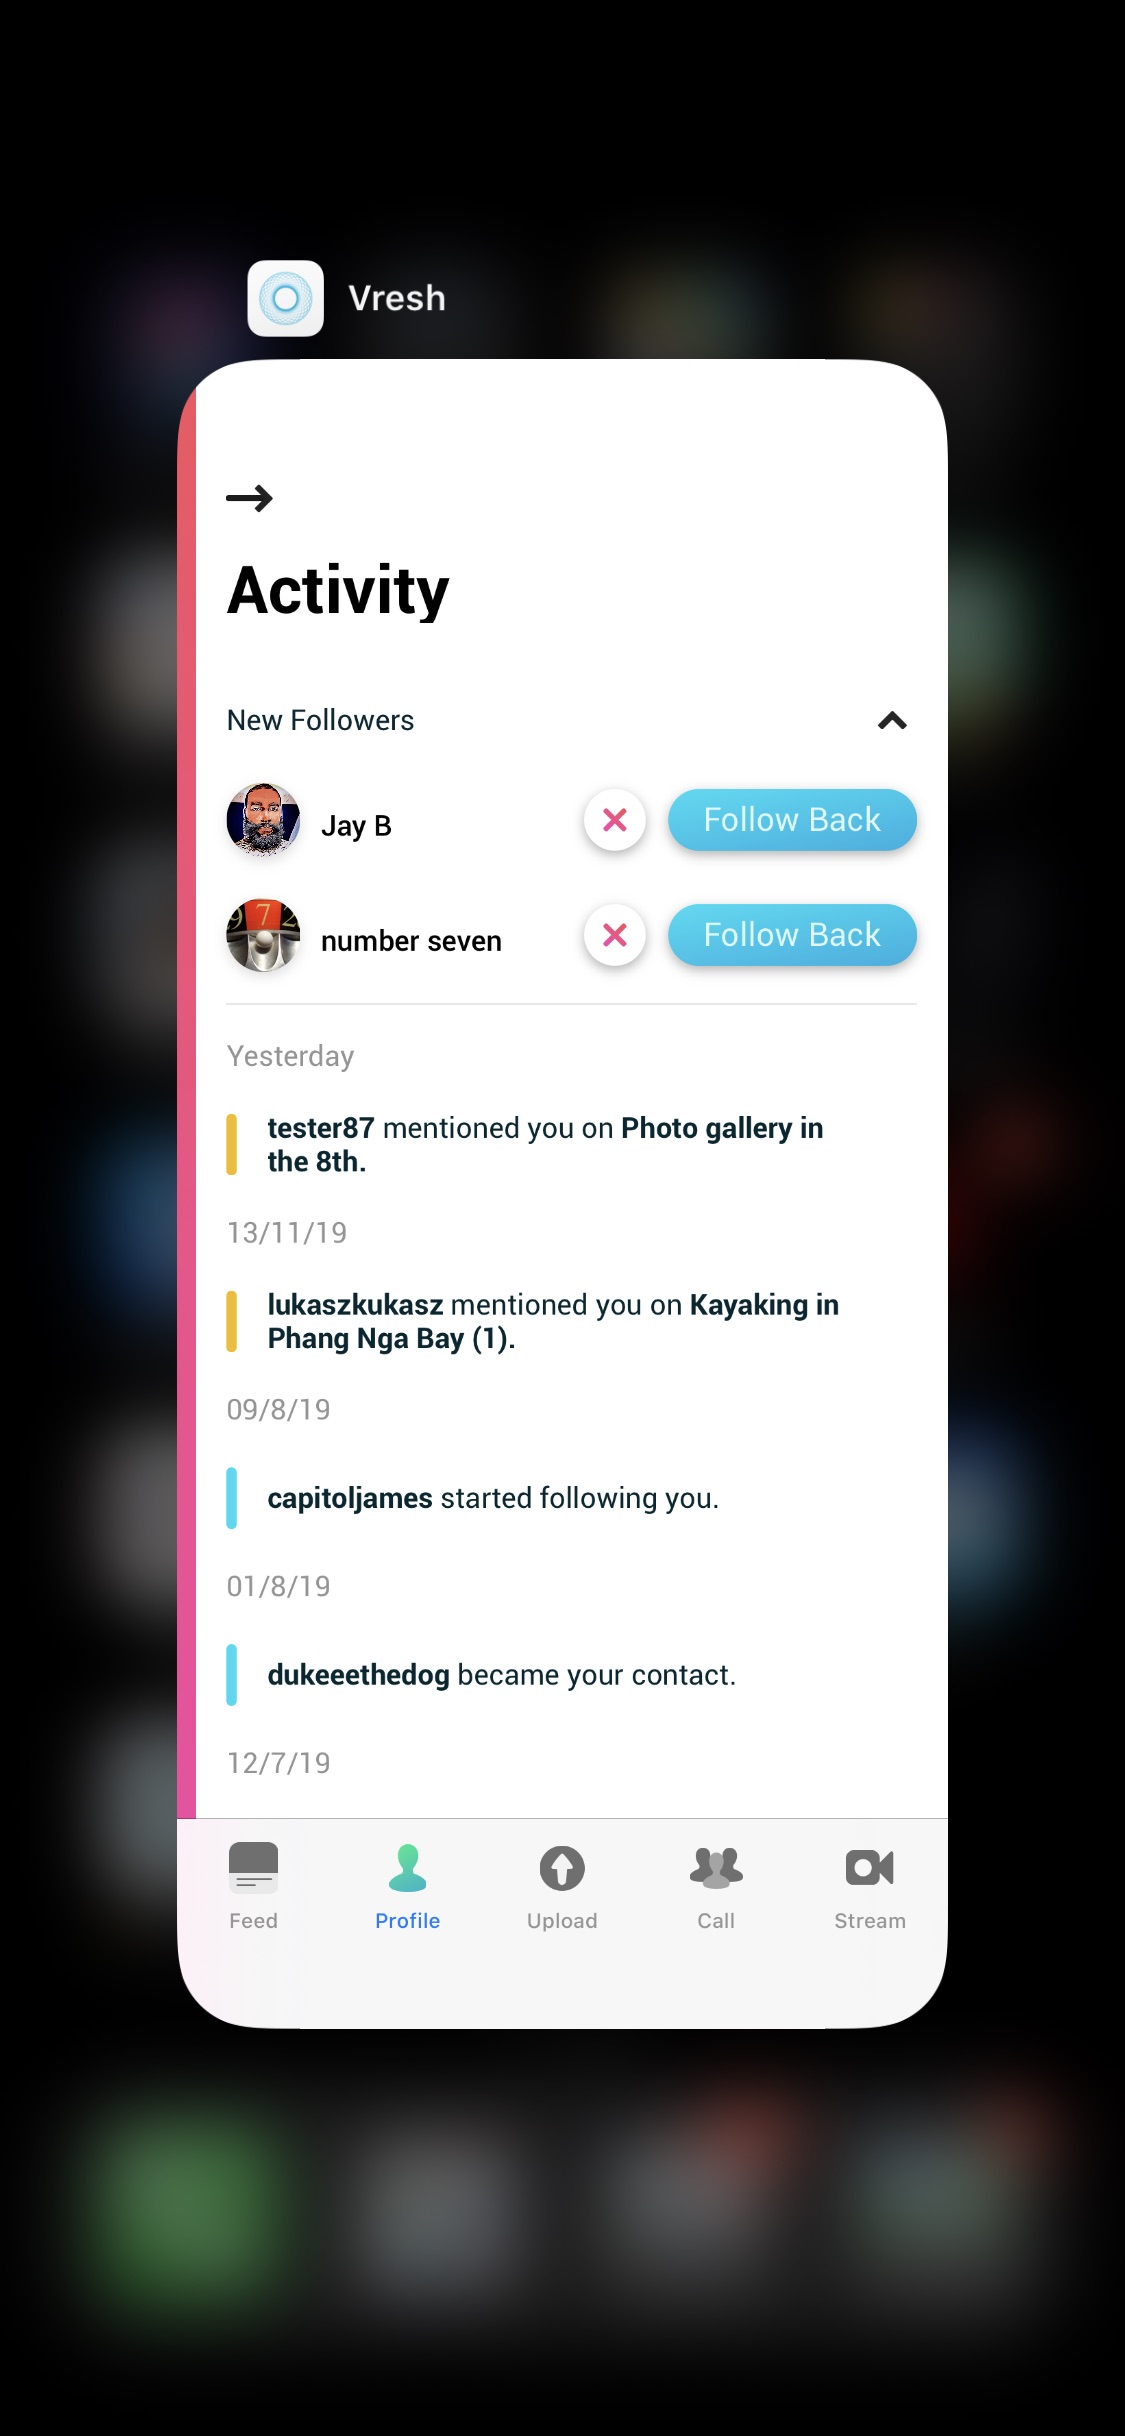 Vresh
Activity
New Followers
Jay B
Follow Back
number seven
Follow Back
Yesterday
tester87 mentioned you on Photo gallery in
the 8th.
13/11/19
lukaszkukasz mentioned you on Kayaking in
Phang Nga Bay (1).
09/8/19
capitoljames started following you.
01/8/19
dukeeethedog became your contact.
12/7/19
Feed
Profile
Upload
Call
Stream